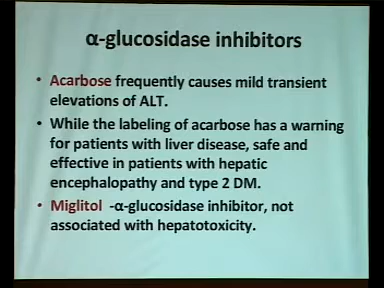 α-glucosidase inhibitors
• Acarbose frequently causes mild transient
elevations of ALT.
• While the labeling of acarbose has a warning
for patients with liver disease, safe and
effective in patients with hepatic
encephalopathy and type 2 DM.
• Miglitol -α-glucosidase inhibitor, not
associated with hepatotoxicity.